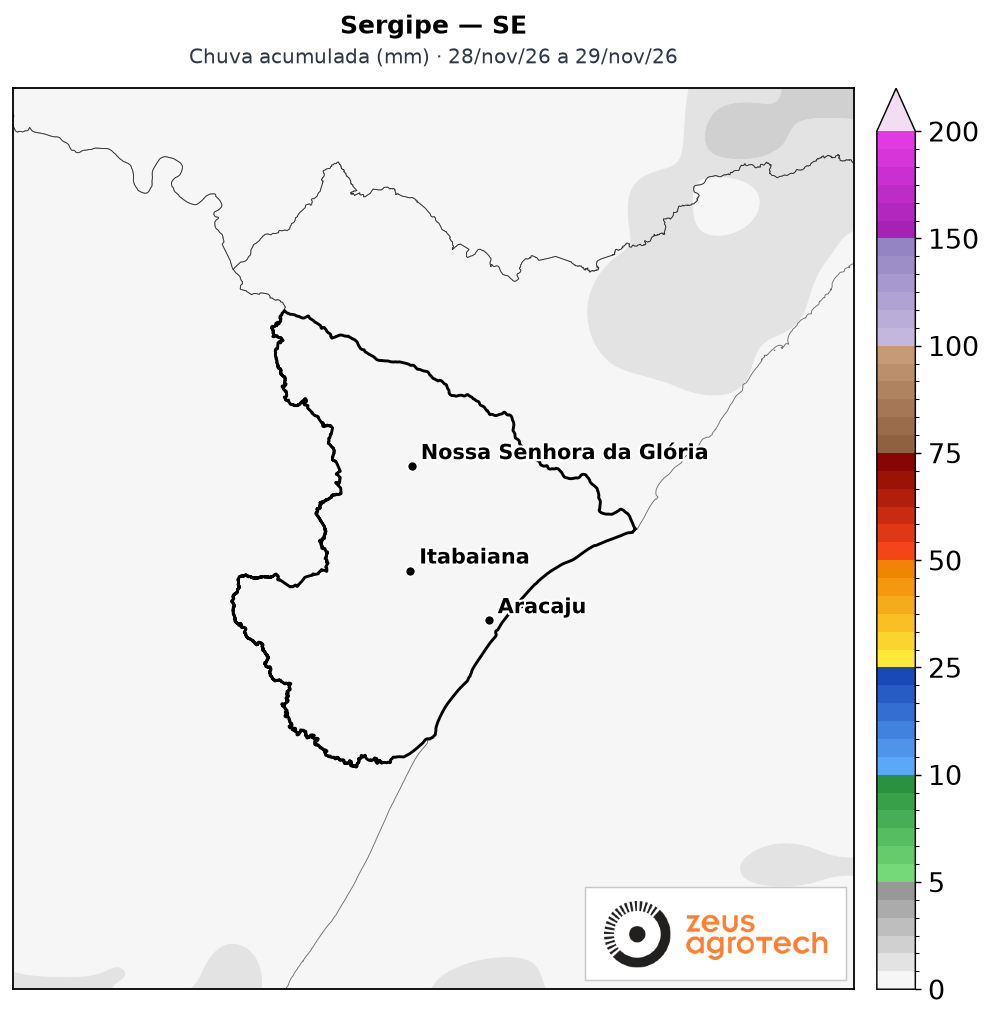 Sergipe — SE
Chuva acumulada (mm) · 28/nov/26 a 29/nov/26
200
150
100
75
50
25
10
5
0
Nossa Senhora da Glória
Itabaiana
Aracaju
zeus
agrotech